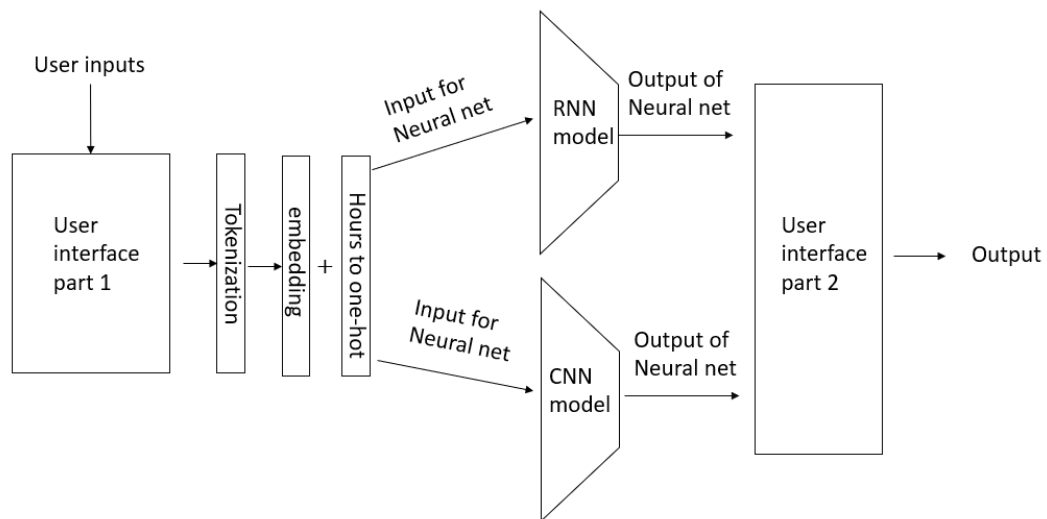 User inputs
User
interface
part 1
Tokenization
embedding
+
Hours to one-hot
Input for
Neural net
RNN
model
Output of
Neural net
Input for
Neural net
CNN
model
Output of
Neural net
User
interface
part 2
Output